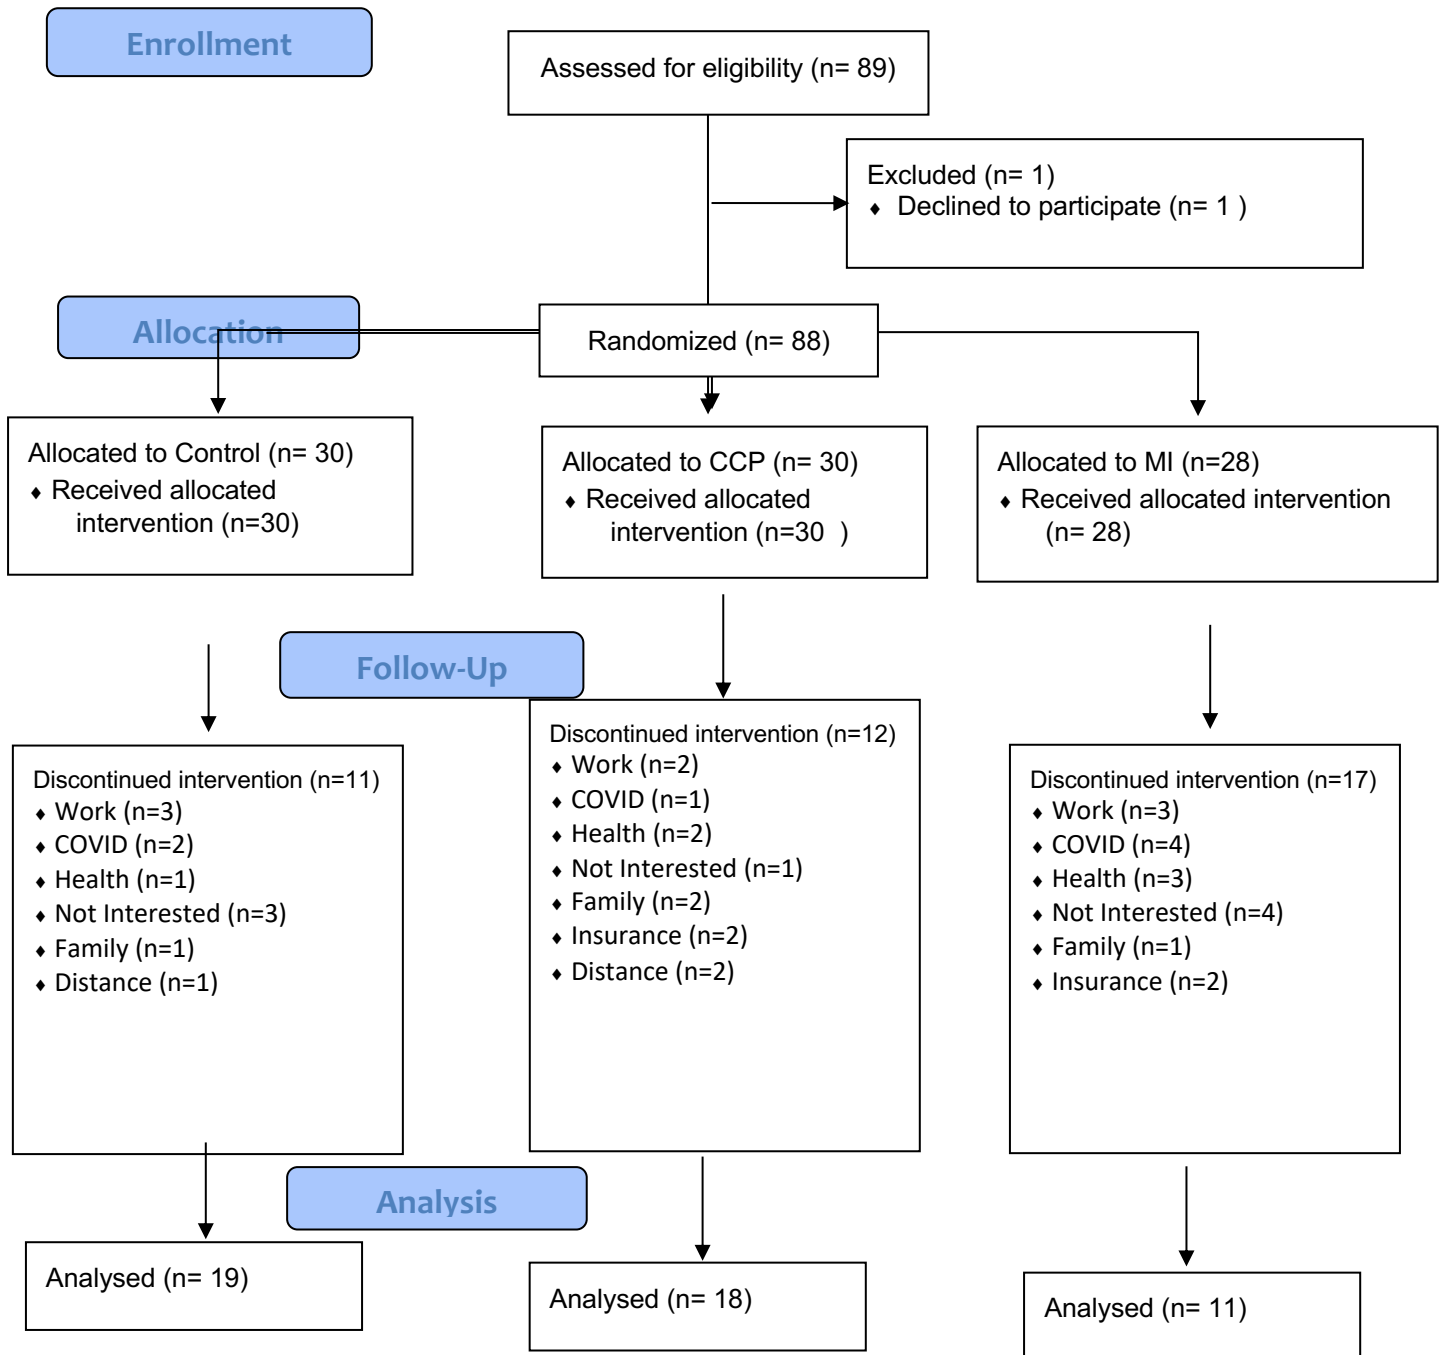 Enrollment
Assessed for eligibility (n= 89)
Excluded (n= 1)
♦ Declined to participate (n= 1 )
Allocation
Randomized (n= 88)
Allocated to Control (n= 30)
♦ Received allocated
intervention (n=30)
Allocated to CCP (n= 30)
♦ Received allocated
intervention (n=30 )
Allocated to MI (n=28)
♦ Received allocated intervention
(n= 28)
Follow-Up
Discontinued intervention (n=11)
♦ Work (n=3)
♦ COVID (n=2)
♦ Health (n=1)
♦ Not Interested (n=3)
♦ Family (n=1)
♦ Distance (n=1)
Discontinued intervention (n=12)
♦ Work (n=2)
♦ COVID (n=1)
♦ Health (n=2)
♦ Not Interested (n=1)
♦ Family (n=2)
♦ Insurance (n=2)
♦ Distance (n=2)
Discontinued intervention (n=17)
♦ Work (n=3)
♦ COVID (n=4)
♦ Health (n=3)
♦ Not Interested (n=4)
♦ Family (n=1)
♦ Insurance (n=2)
Analysis
Analysed (n= 19)
Analysed (n= 18)
Analysed (n= 11)